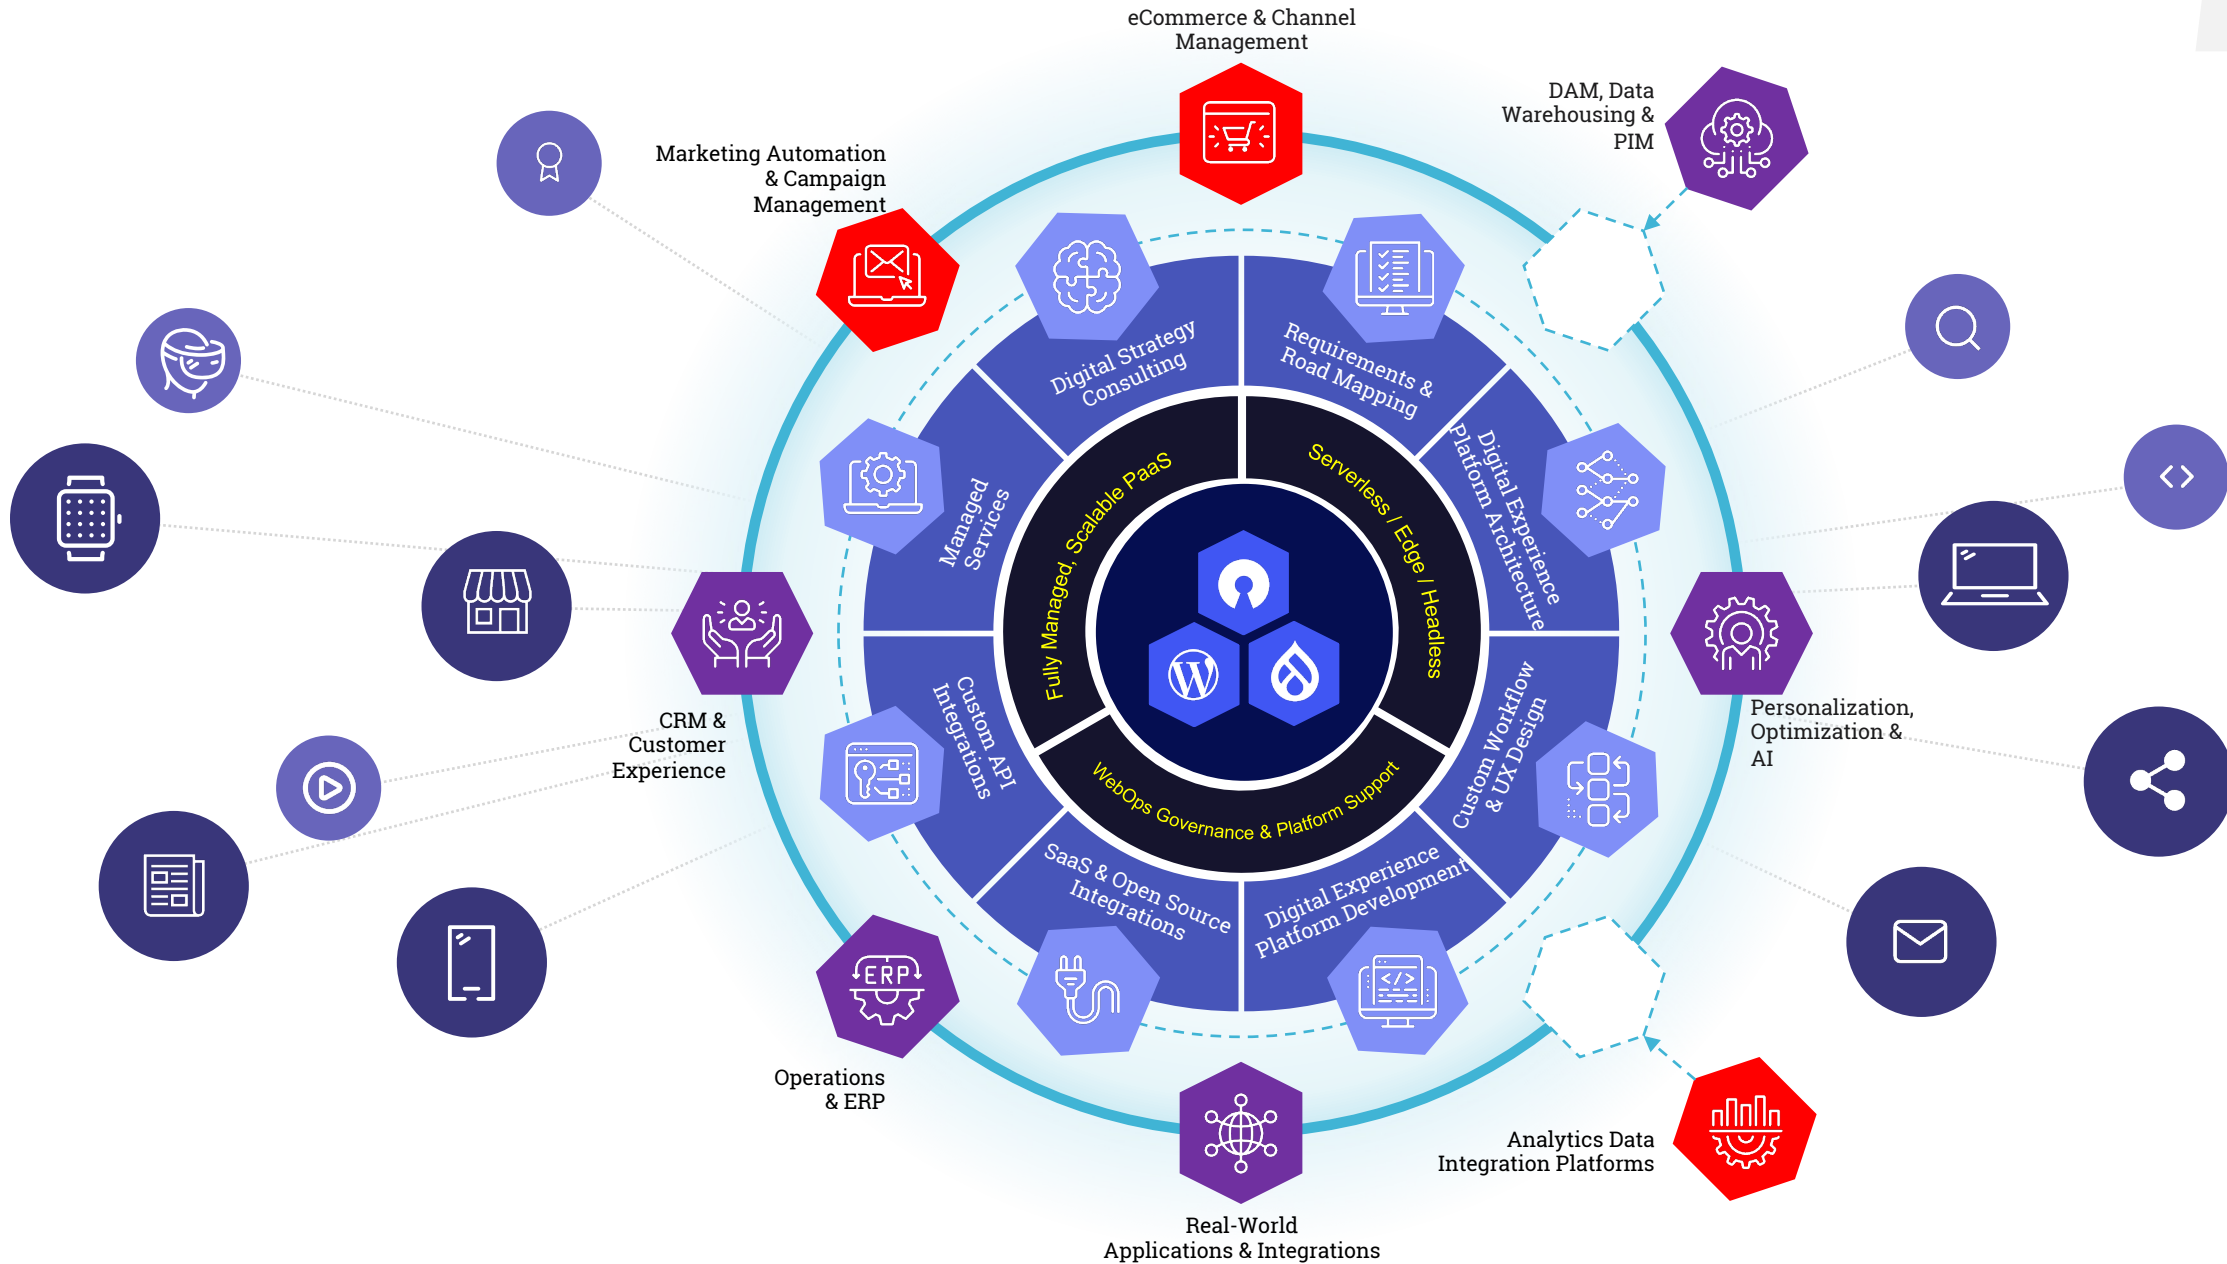 eCommerce & Channel
Management
DAM, Data
Warehousing &
PIM
Marketing Automation
& Campaign
Management
Digital Strategy
Consulting
Requirements &
Road Mapping
Digital Experience
Platform Architecture
Managed
Services
Fully Managed, Scalable PaaS
Serverless / Edge / Headless
WebOps Governance & Platform Support
Custom API
Integrations
Custom Workflow
& UX Design
SaaS & Open Source
Integrations
Digital Experience
Platform Development
CRM &
Customer
Experience
Personalization,
Optimization &
AI
ERP
Operations
& ERP
Analytics Data
Integration Platforms
Real-World
Applications & Integrations